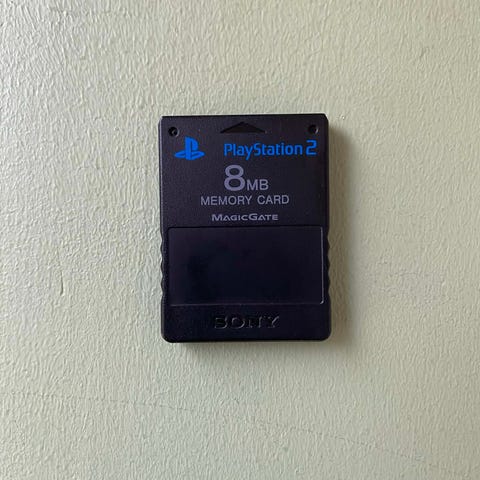 PlayStation 2
8MB
MEMORY CARD
MAGICGATE
SONY